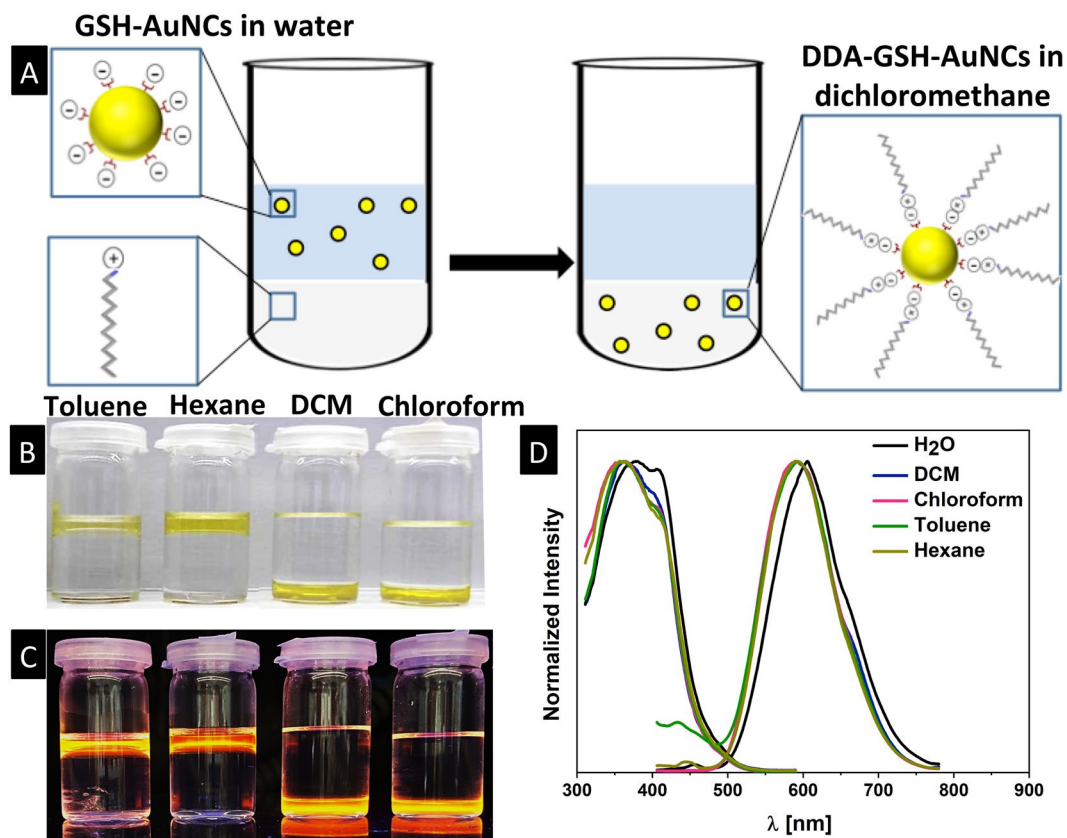 GSH-AuNCs in water
A
DDA-GSH-AuNCs in
dichloromethane
Toluene Hexane DCM Chloroform
B
C
D
H2O
DCM
Chloroform
Toluene
Hexane
Normalized Intensity
300 400 500 600 700 800 900
λ [nm]